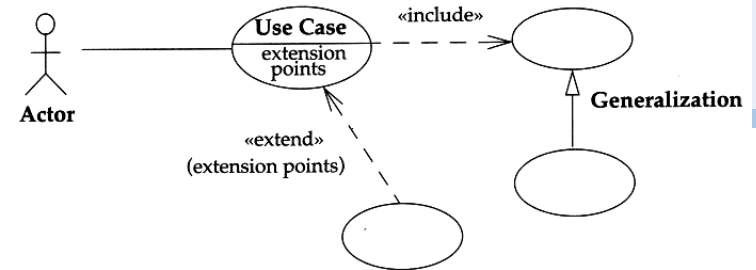 «include»
Use Case
extension
points
Generalization
Actor
«extend»
(extension points)